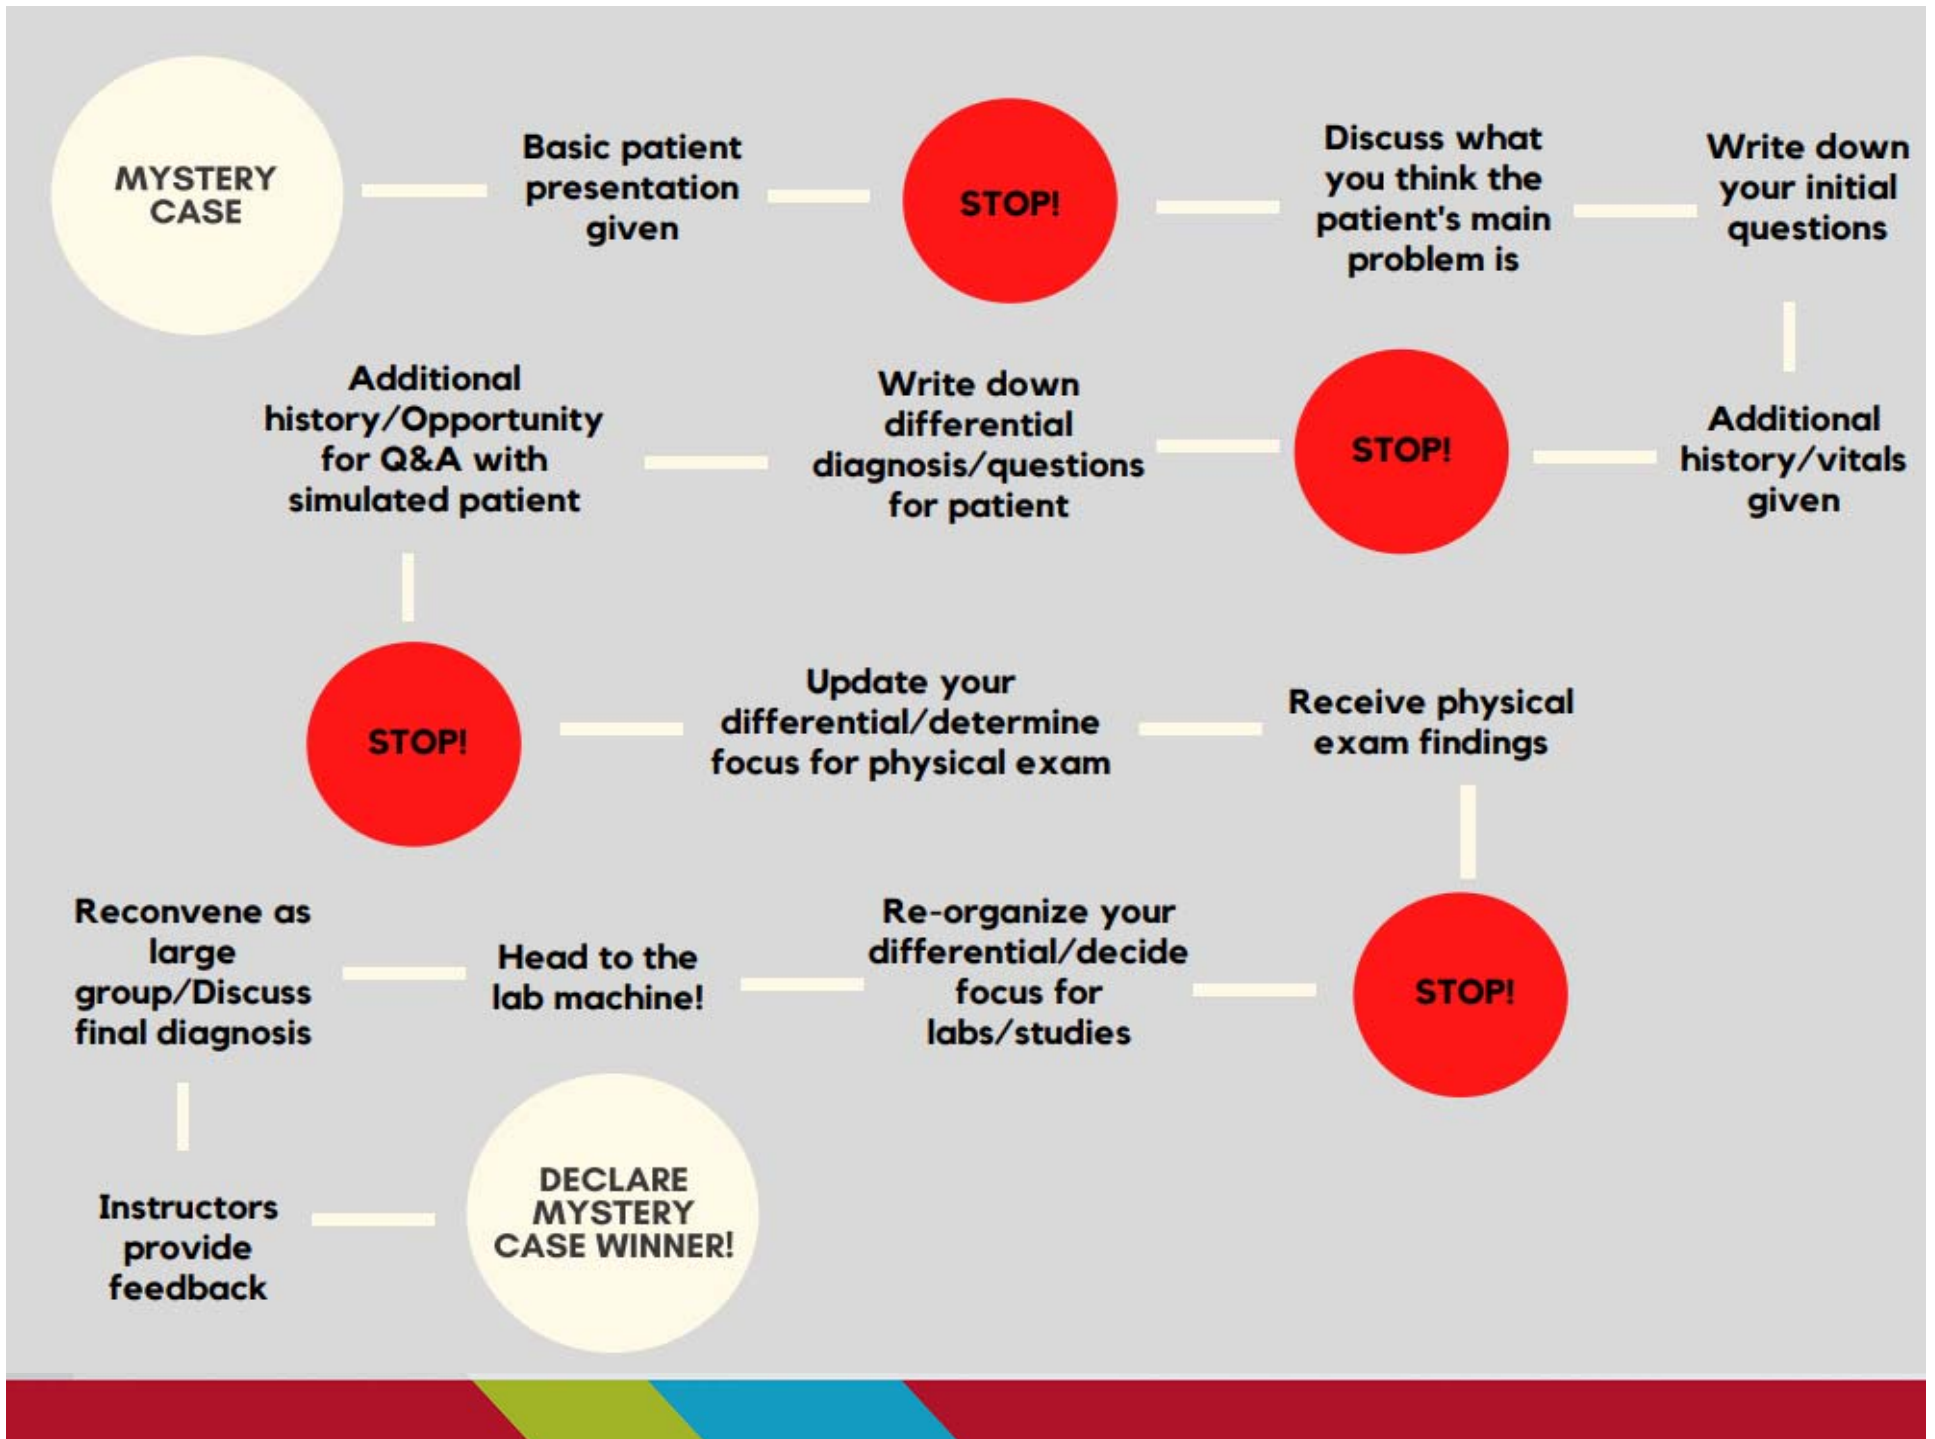 MYSTERY
CASE
Basic patient
presentation
given
STOP!
Discuss what
you think the
patient's main
problem is
Write down
your initial
questions
Additional
history/vitals
given
STOP!
Write down
differential
diagnosis/questions
for patient
Additional
history/Opportunity
for Q&A with
simulated patient
STOP!
Update your
differential/determine
focus for physical exam
Receive physical
exam findings
STOP!
Re-organize your
differential/decide
focus for
labs/studies
Head to the
lab machine!
Reconvene as
large
group/Discuss
final diagnosis
Instructors
provide
feedback
DECLARE
MYSTERY
CASE WINNER!